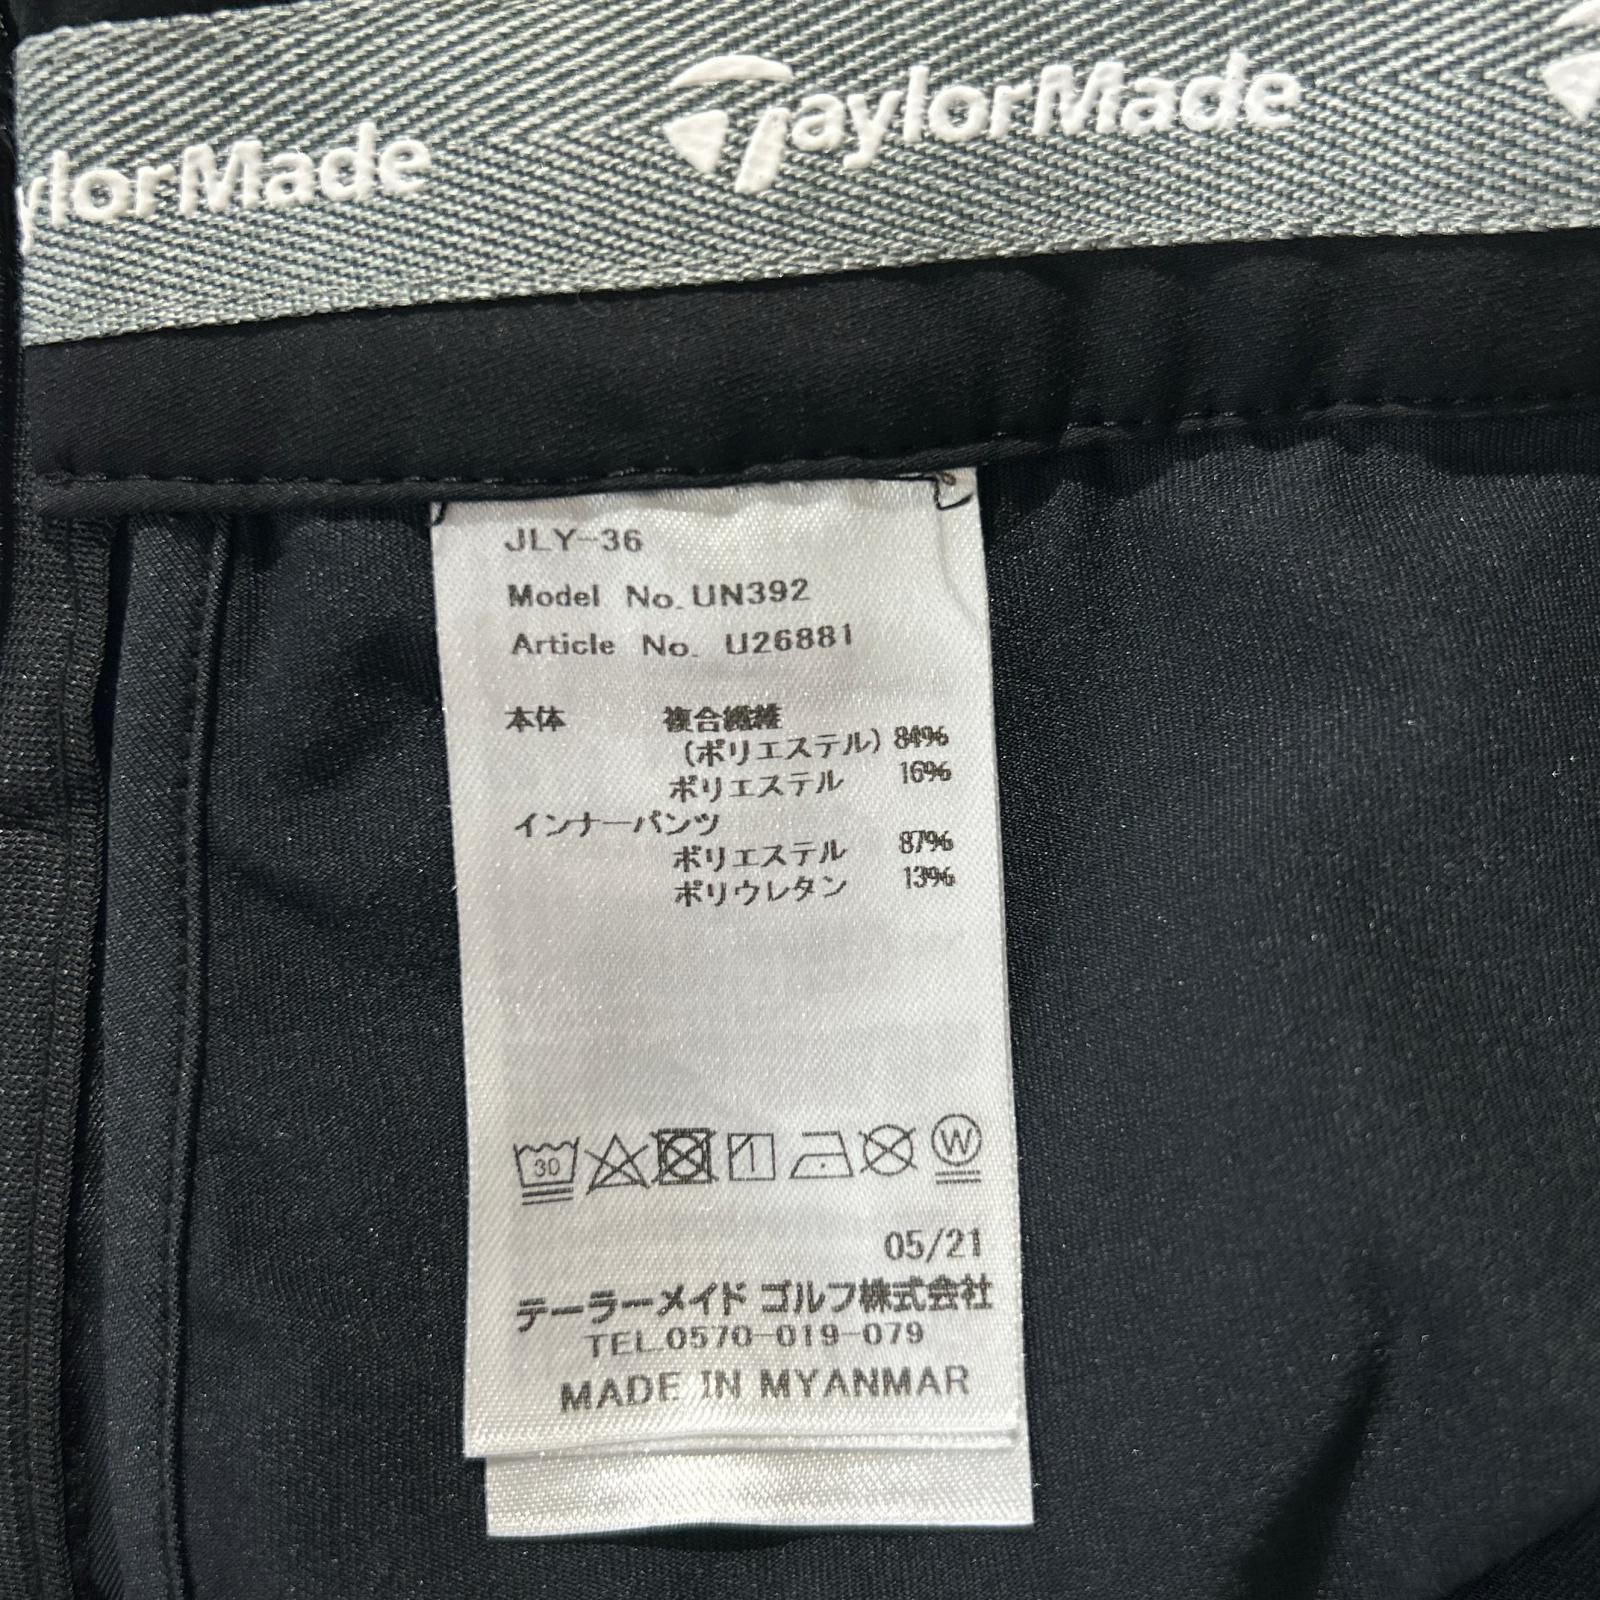 ylorMade TaylorMade
JLY-36
Model No. UN392
Article No. U26881
本体 複合繊維
(ポリエステル) 84%
ポリエステル 16%
インナーパンツ
ポリエステル 87%
ポリウレタン 13%
30 W
05/21
テーラーメイド ゴルフ株式会社
TEL.0570-019-079
MADE IN MYANMAR